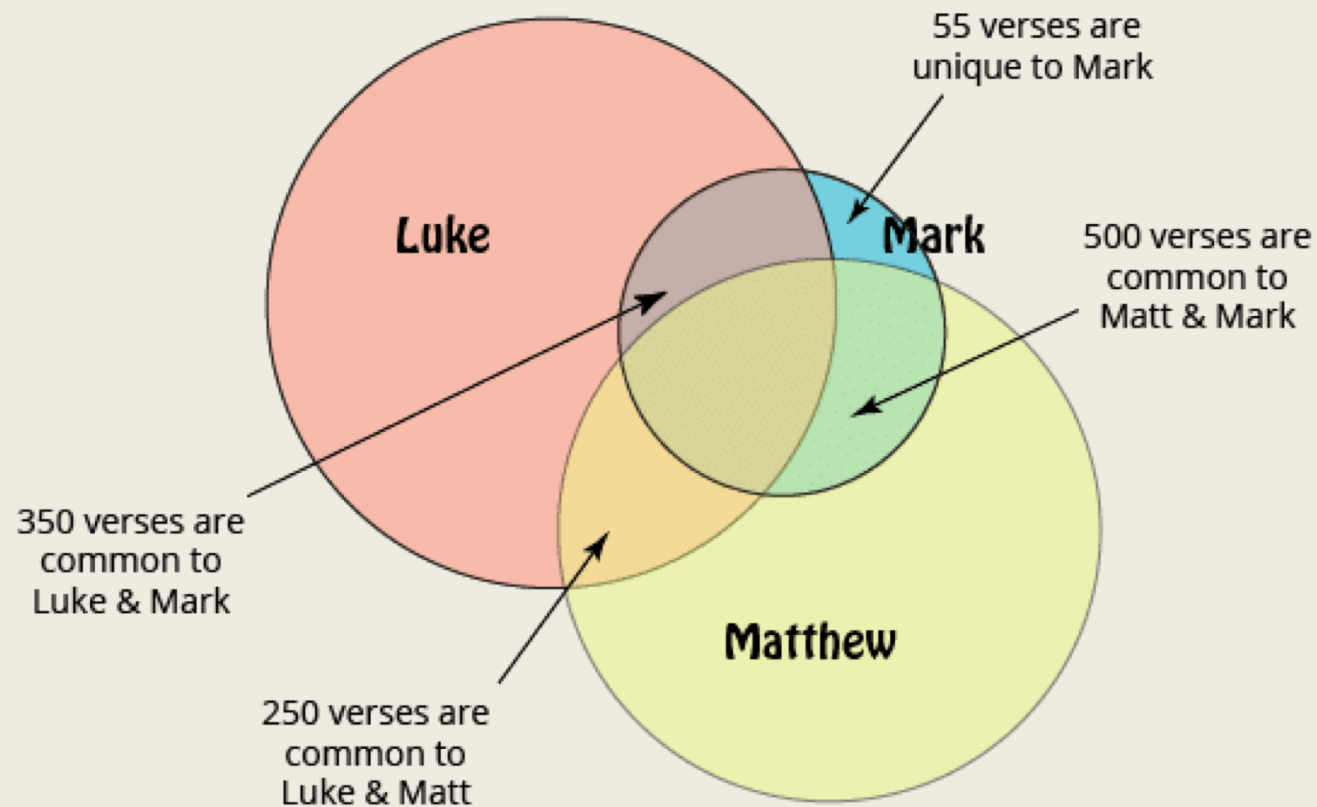 55 verses are
unique to Mark
Luke
Mark
500 verses are
common to
Matt & Mark
350 verses are
common to
Luke & Mark
Matthew
250 verses are
common to
Luke & Matt